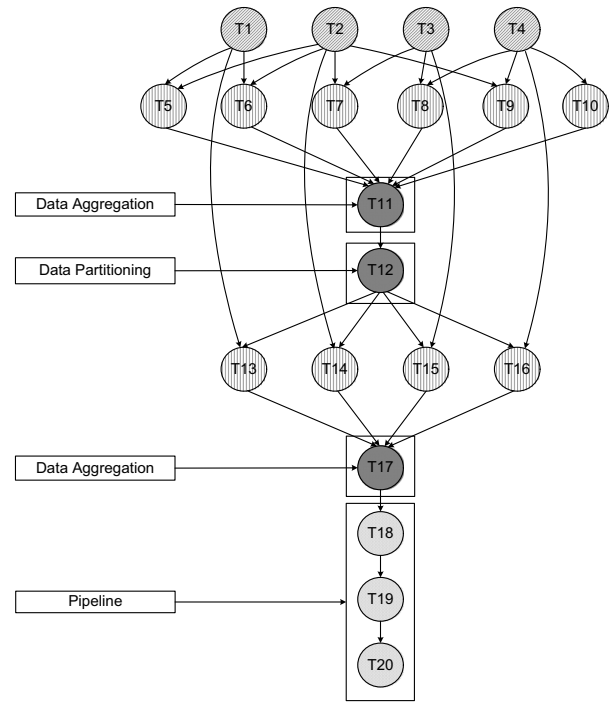 T1 T2 T3 T4
T5 T6 T7 T8 T9 T10
Data Aggregation T11
Data Partitioning T12
T13 T14 T15 T16
Data Aggregation T17
T18
Pipeline T19
T20